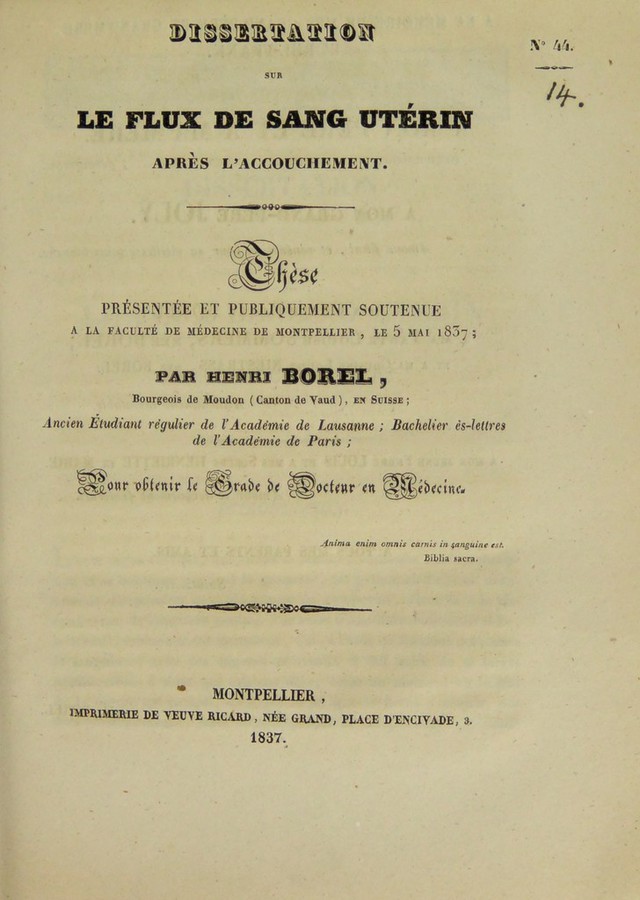 DISSERTATION
N° 44.
14.
SUR
LE FLUX DE SANG UTÉRIN
APRÈS L'ACCOUCHEMENT.
Thèse
PRÉSENTÉE ET PUBLIQUEMENT SOUTENUE
A LA FACULTÉ DE MÉDECINE DE MONTPELLIER, LE 5 MAI 1837;
PAR HENRI BOREL,
Bourgeois de Moudon (Canton de Vaud), EN SUISSE;
Ancien Étudiant régulier de l'Académie de Lausanne; Bachelier ès-lettres
de l'Académie de Paris;
Pour obtenir le Grade de Docteur en Médecine.
Anima enim omnis carnis in sanguine est.
Biblia sacra.
MONTPELLIER,
IMPRIMERIE DE VEUVE RICARD, NÉE GRAND, PLACE D'ENCIVADE, 3.
1837.